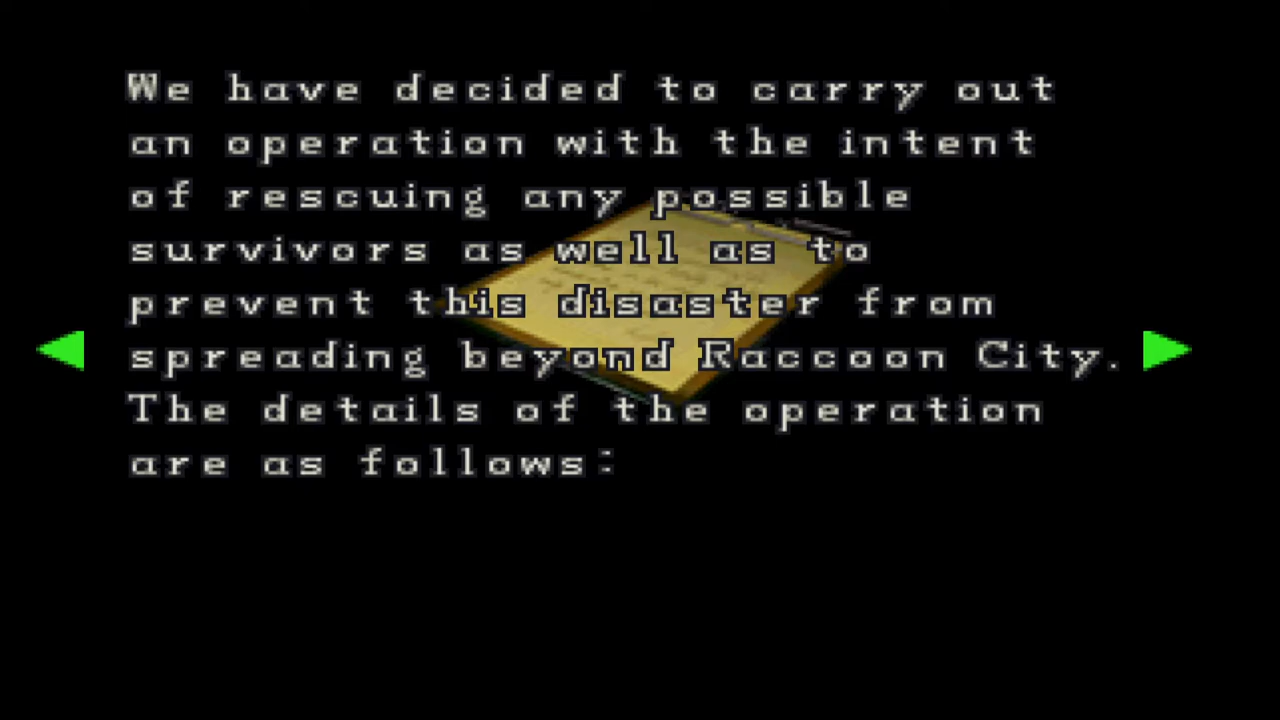 We have decided to carry out
an operation with the intent
of rescuing any possible
survivors as well as to
prevent this disaster from
spreading beyond Raccoon City.
The details of the operation
are as follows: